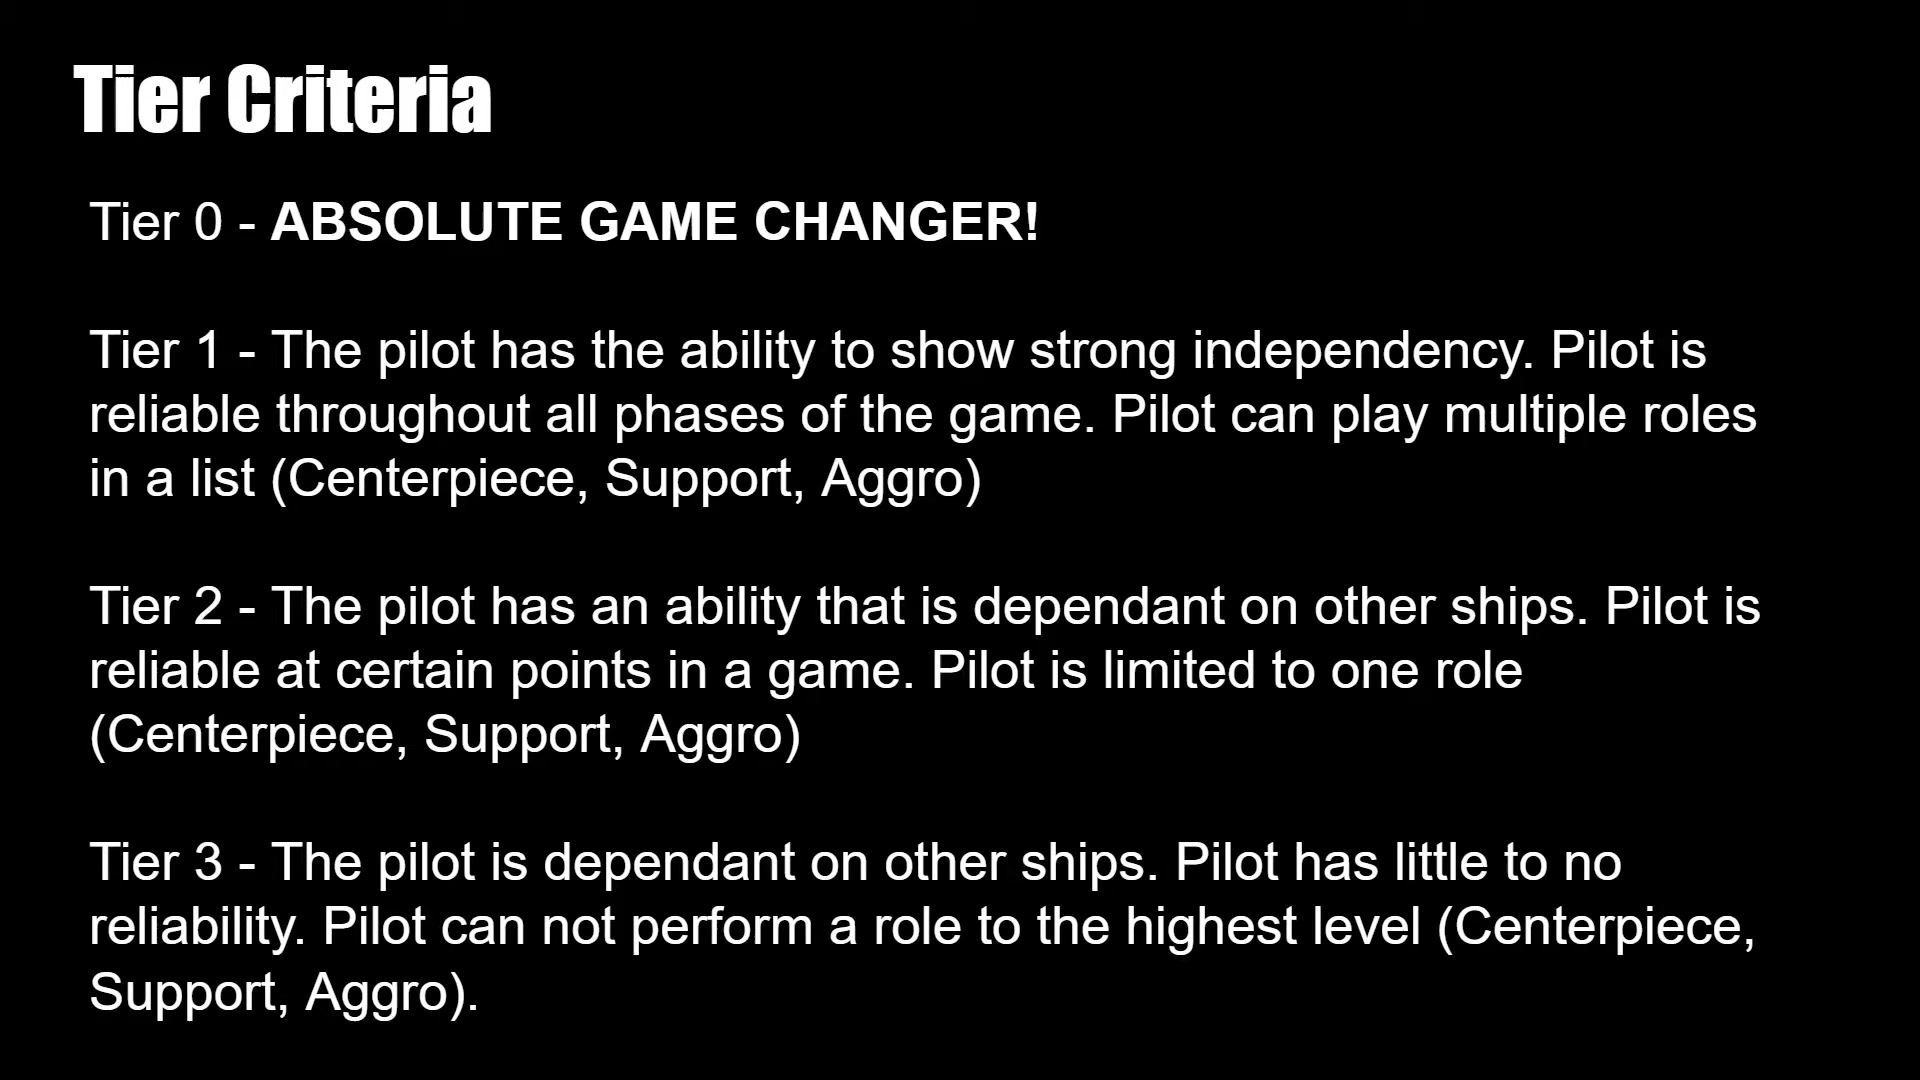 Tier Criteria
Tier 0 - ABSOLUTE GAME CHANGER!
Tier 1 - The pilot has the ability to show strong independency. Pilot is
reliable throughout all phases of the game. Pilot can play multiple roles
in a list (Centerpiece, Support, Aggro)
Tier 2 - The pilot has an ability that is dependant on other ships. Pilot is
reliable at certain points in a game. Pilot is limited to one role
(Centerpiece, Support, Aggro)
Tier 3 - The pilot is dependant on other ships. Pilot has little to no
reliability. Pilot can not perform a role to the highest level (Centerpiece,
Support, Aggro).